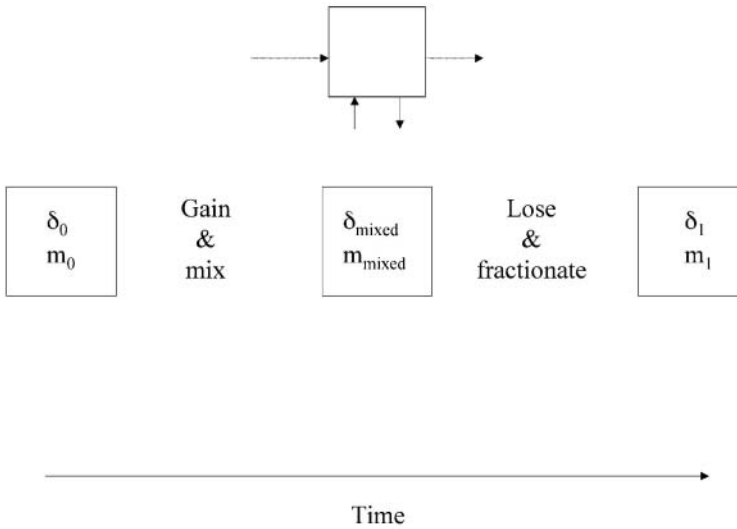 δ₀
m₀
Gain
&
mix
δmixed
mmixed
Lose
&
fractionate
δ₁
m₁
Time